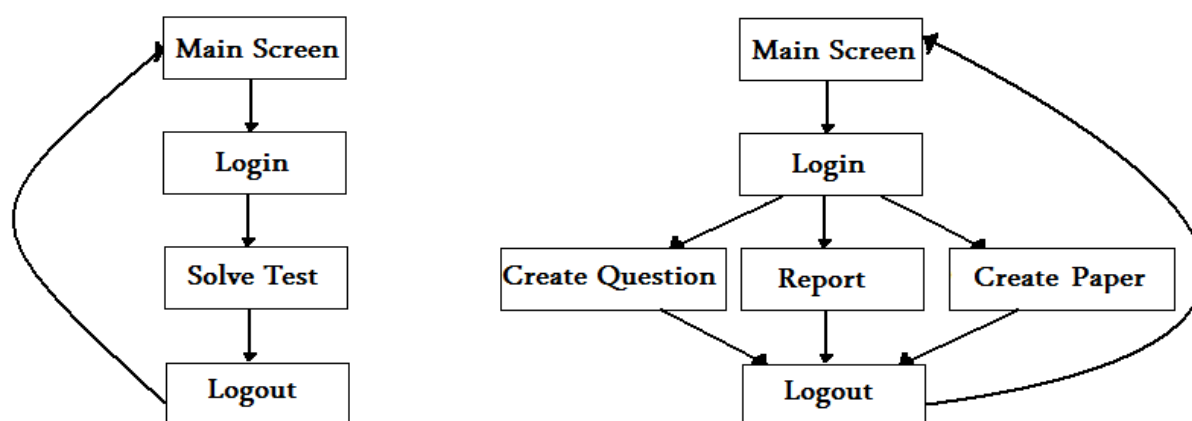 Main Screen
Login
Solve Test
Logout
Main Screen
Login
Create Question
Report
Create Paper
Logout